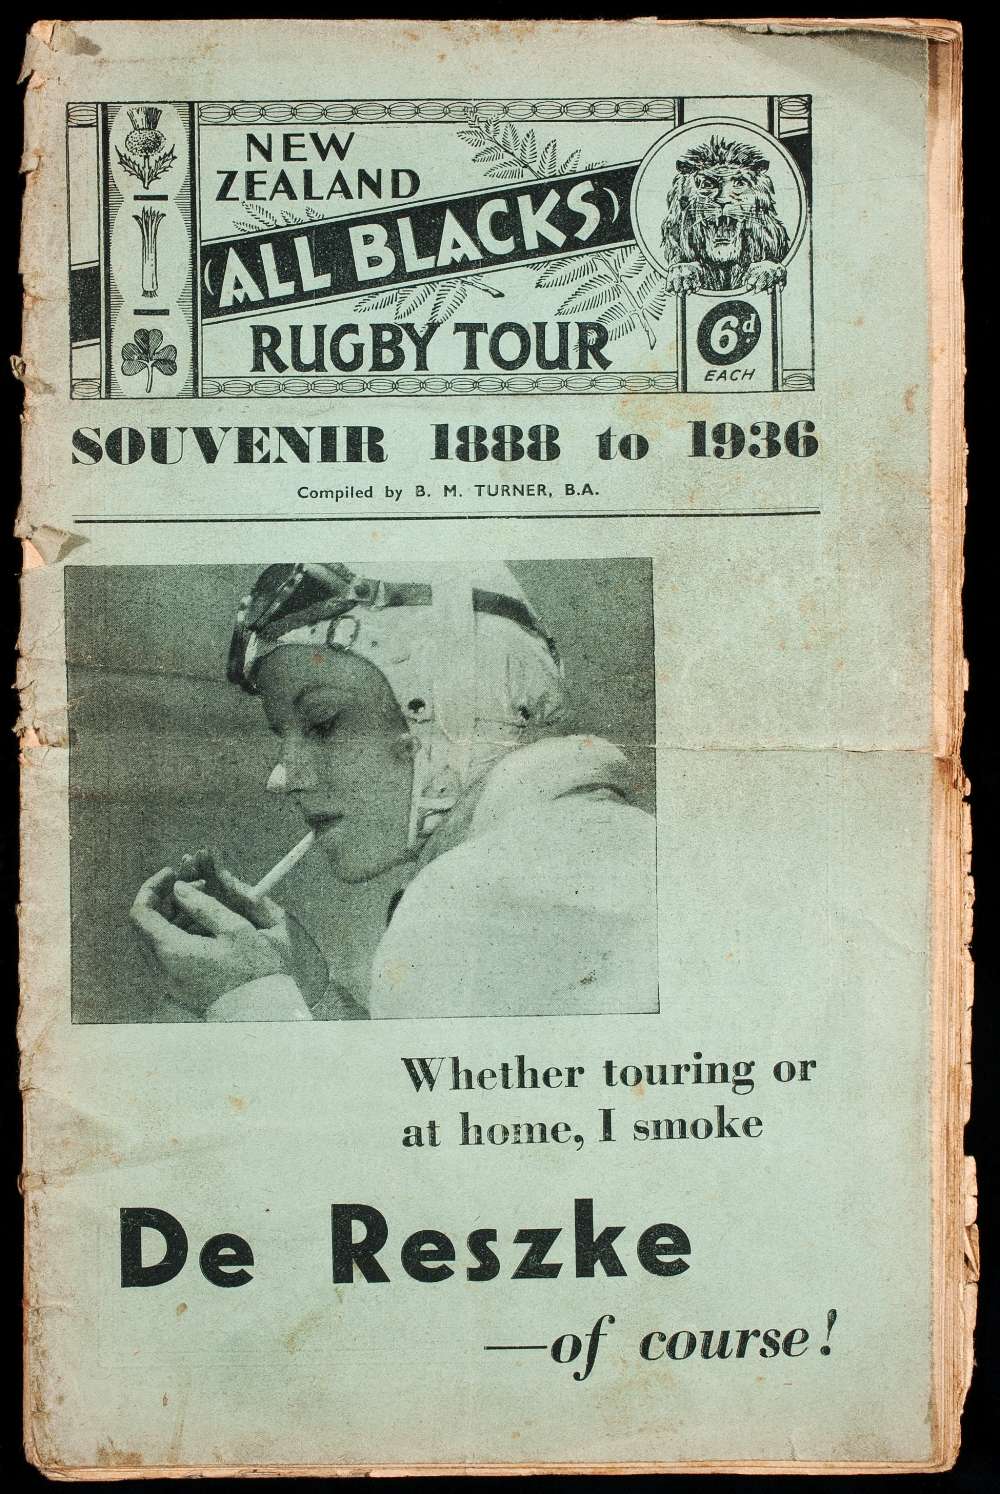 NEW
ZEALAND
(ALL BLACKS)
RUGBY TOUR
6d
EACH
SOUVENIR 1888 to 1936
Compiled by B. M. TURNER, B.A.
Whether touring or
at home, I smoke
De Reszke
—of course!